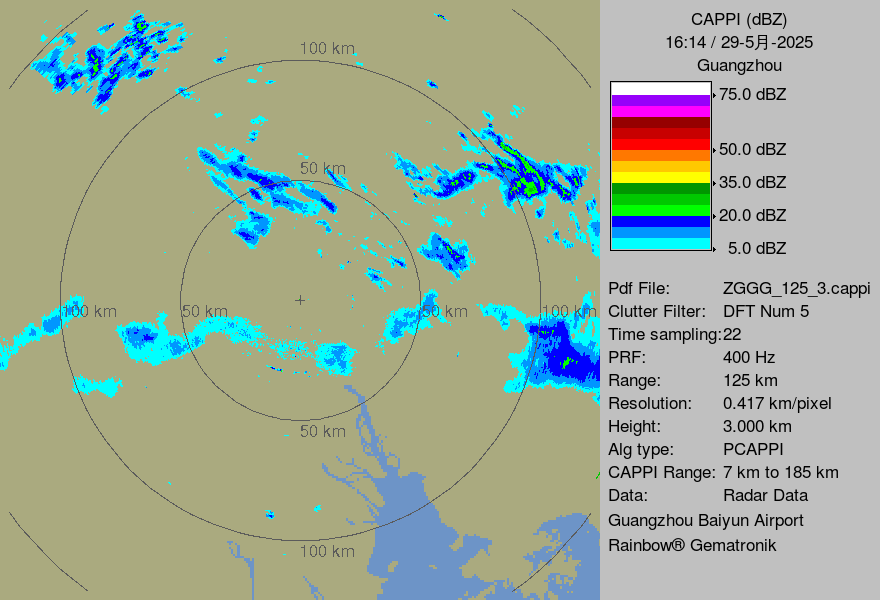 CAPPI (dBZ)
16:14 / 29-5月-2025
Guangzhou
75.0 dBZ
50.0 dBZ
35.0 dBZ
20.0 dBZ
5.0 dBZ
Pdf File: ZGGG_125_3.cappi
Clutter Filter: DFT Num 5
Time sampling:22
PRF: 400 Hz
Range: 125 km
Resolution: 0.417 km/pixel
Height: 3.000 km
Alg type: PCAPPI
CAPPI Range: 7 km to 185 km
Data: Radar Data
Guangzhou Baiyun Airport
Rainbow® Gematronik
100 km
50 km
100 km 50 km 50 km 100 km
50 km
100 km